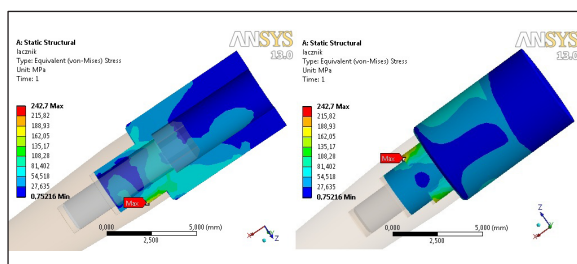 A: Static Structural
lacznik
Type: Equivalent (von-Mises) Stress
Unit: MPa
Time: 1
ANSYS
13.0
242,7 Max
215,82
188,93
162,05
135,17
108,28
81,402
54,518
27,635
0,75216 Min
Max
0,000
5,000 (mm)
2,500
X
Z
A: Static Structural
lacznik
Type: Equivalent (von-Mises) Stress
Unit: MPa
Time: 1
ANSYS
13.0
242,7 Max
215,82
188,93
162,05
135,17
108,28
81,402
54,518
27,635
0,75216 Min
Max
0,000
5,000 (mm)
2,500
Z
X
Y